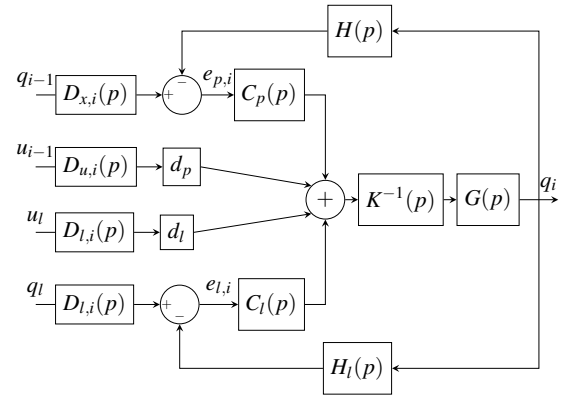 H(p)
q_{i−1} D_{x,i}(p) + − e_{p,i} C_p(p)
u_{i−1} D_{u,i}(p) d_p
+ K^{−1}(p) G(p) q_i
u_l D_{l,i}(p) d_l
q_l D_{l,i}(p) + − e_{l,i} C_l(p)
H_l(p)